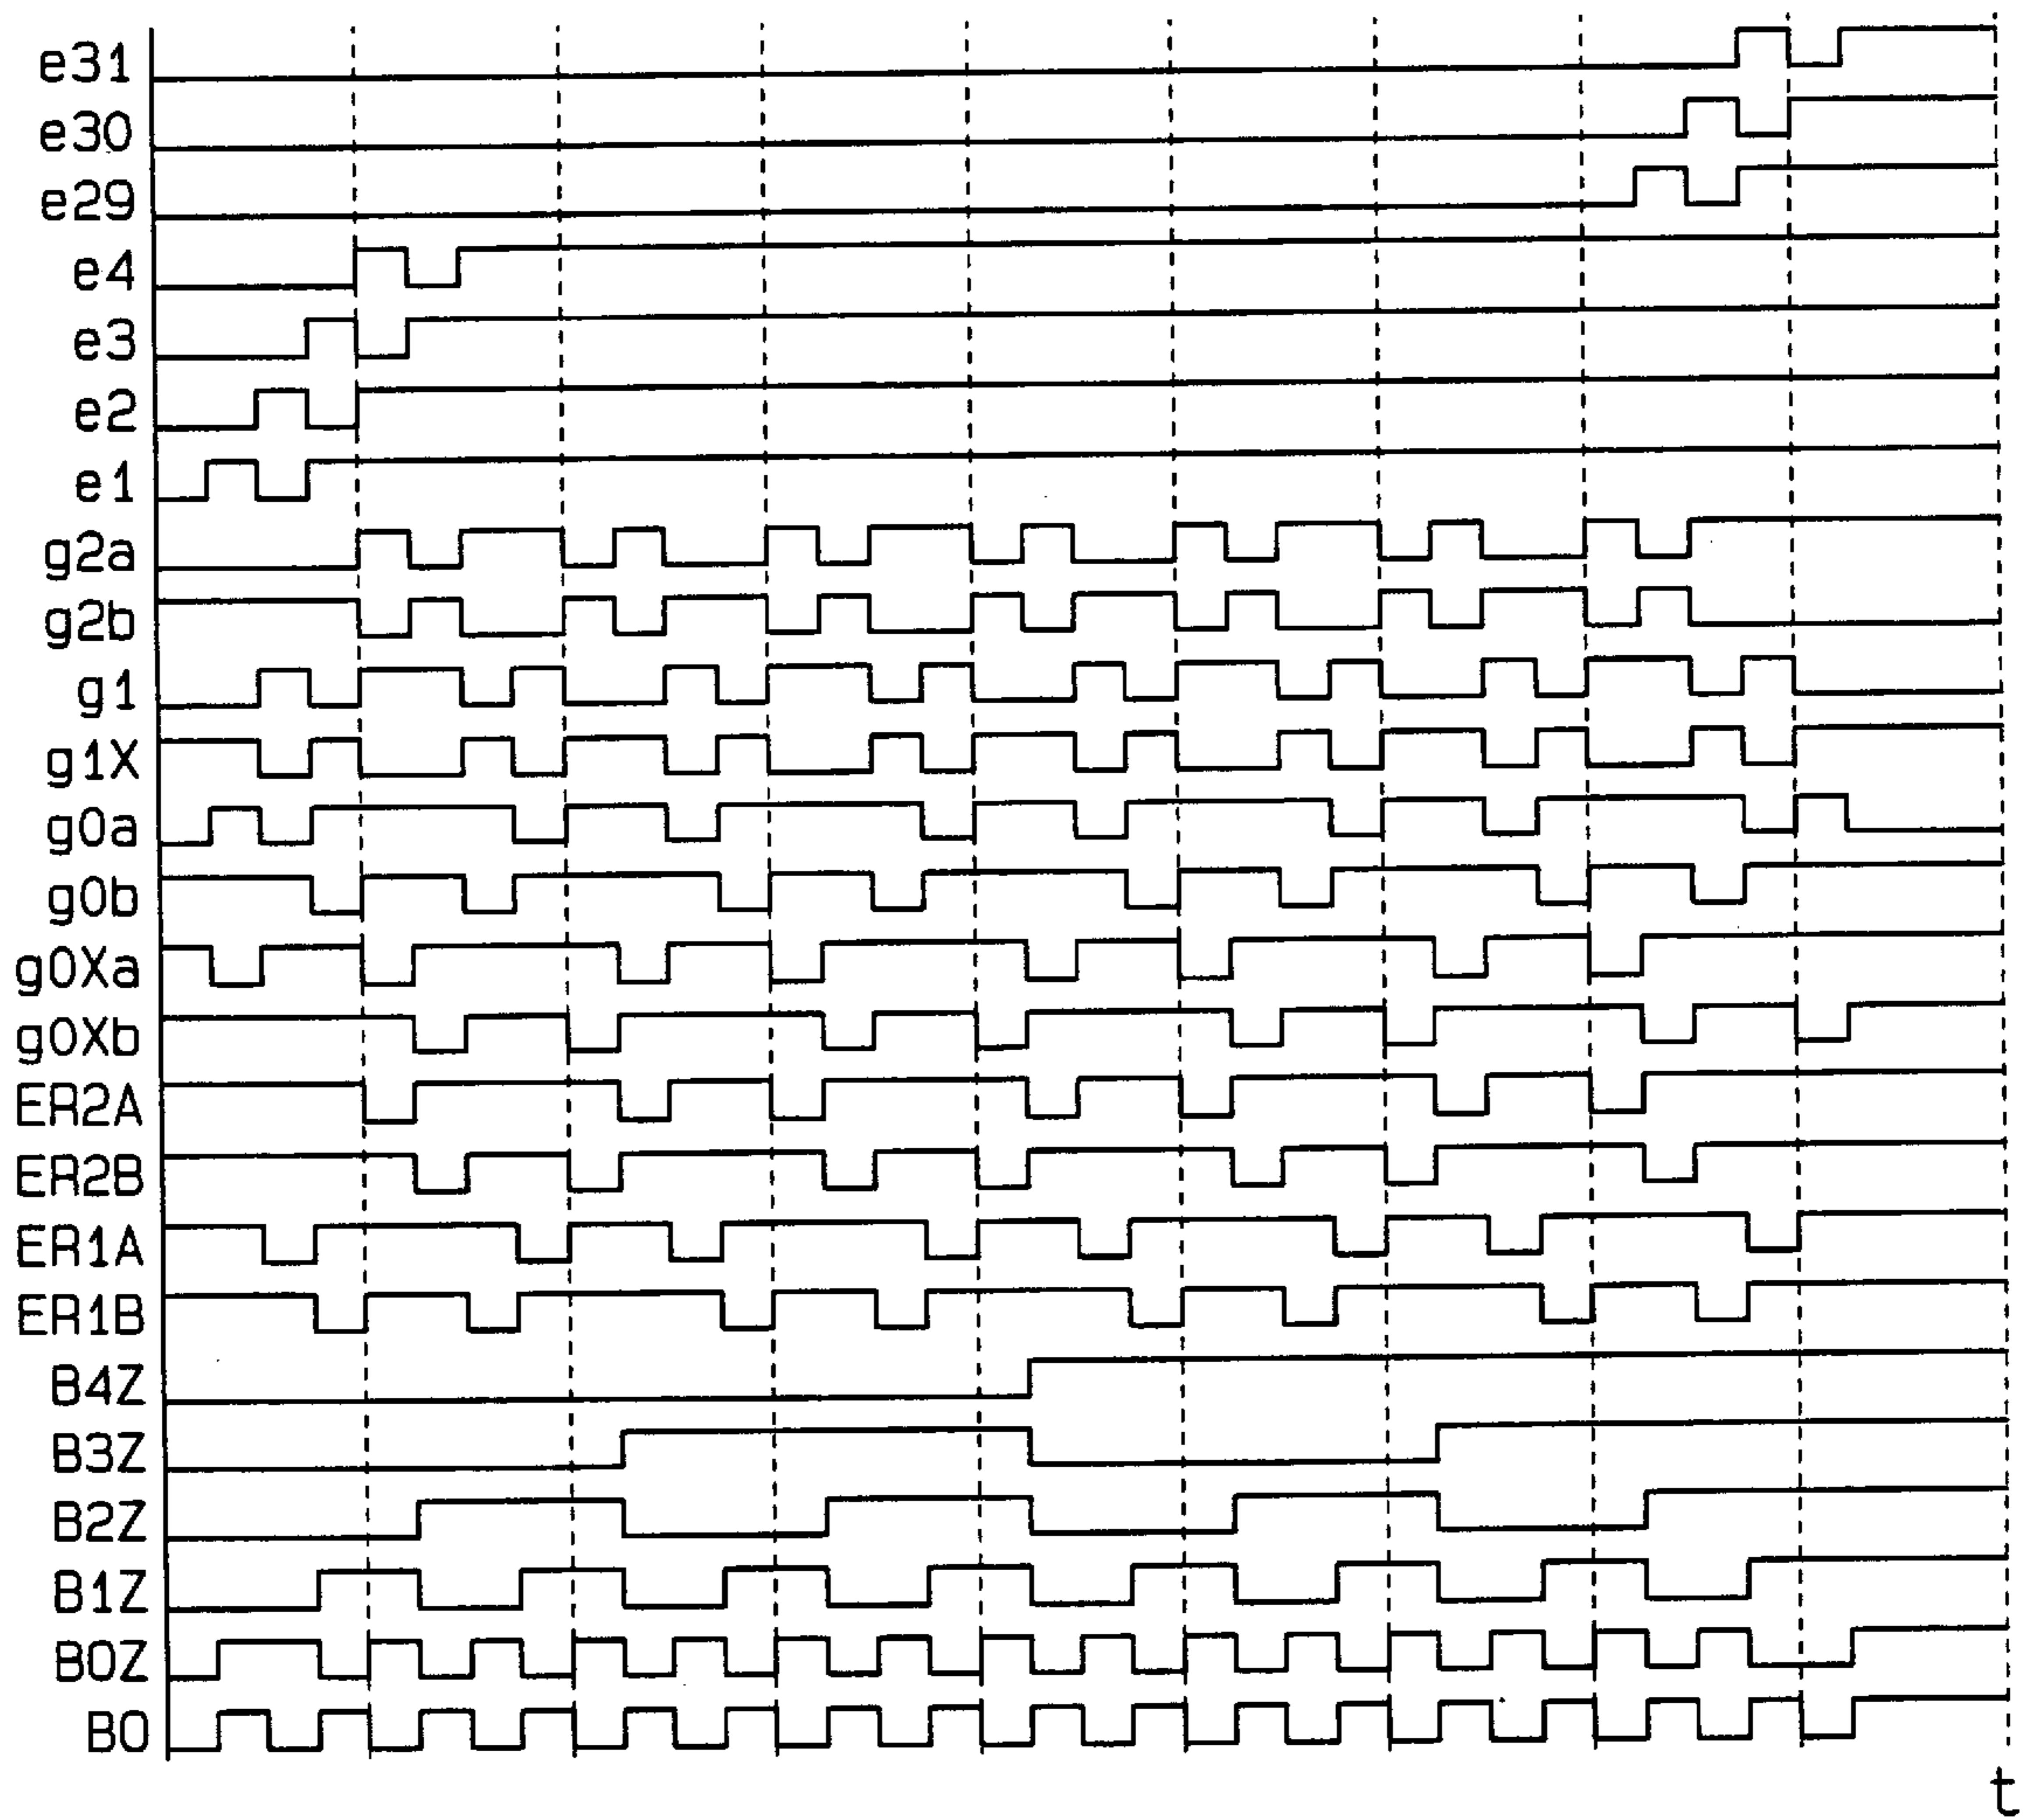 e31
e30
e29
e4
e3
e2
e1
g2a
g2b
g1
g1X
g0a
g0b
g0Xa
g0Xb
ER2A
ER2B
ER1A
ER1B
B4Z
B3Z
B2Z
B1Z
B0Z
B0
t